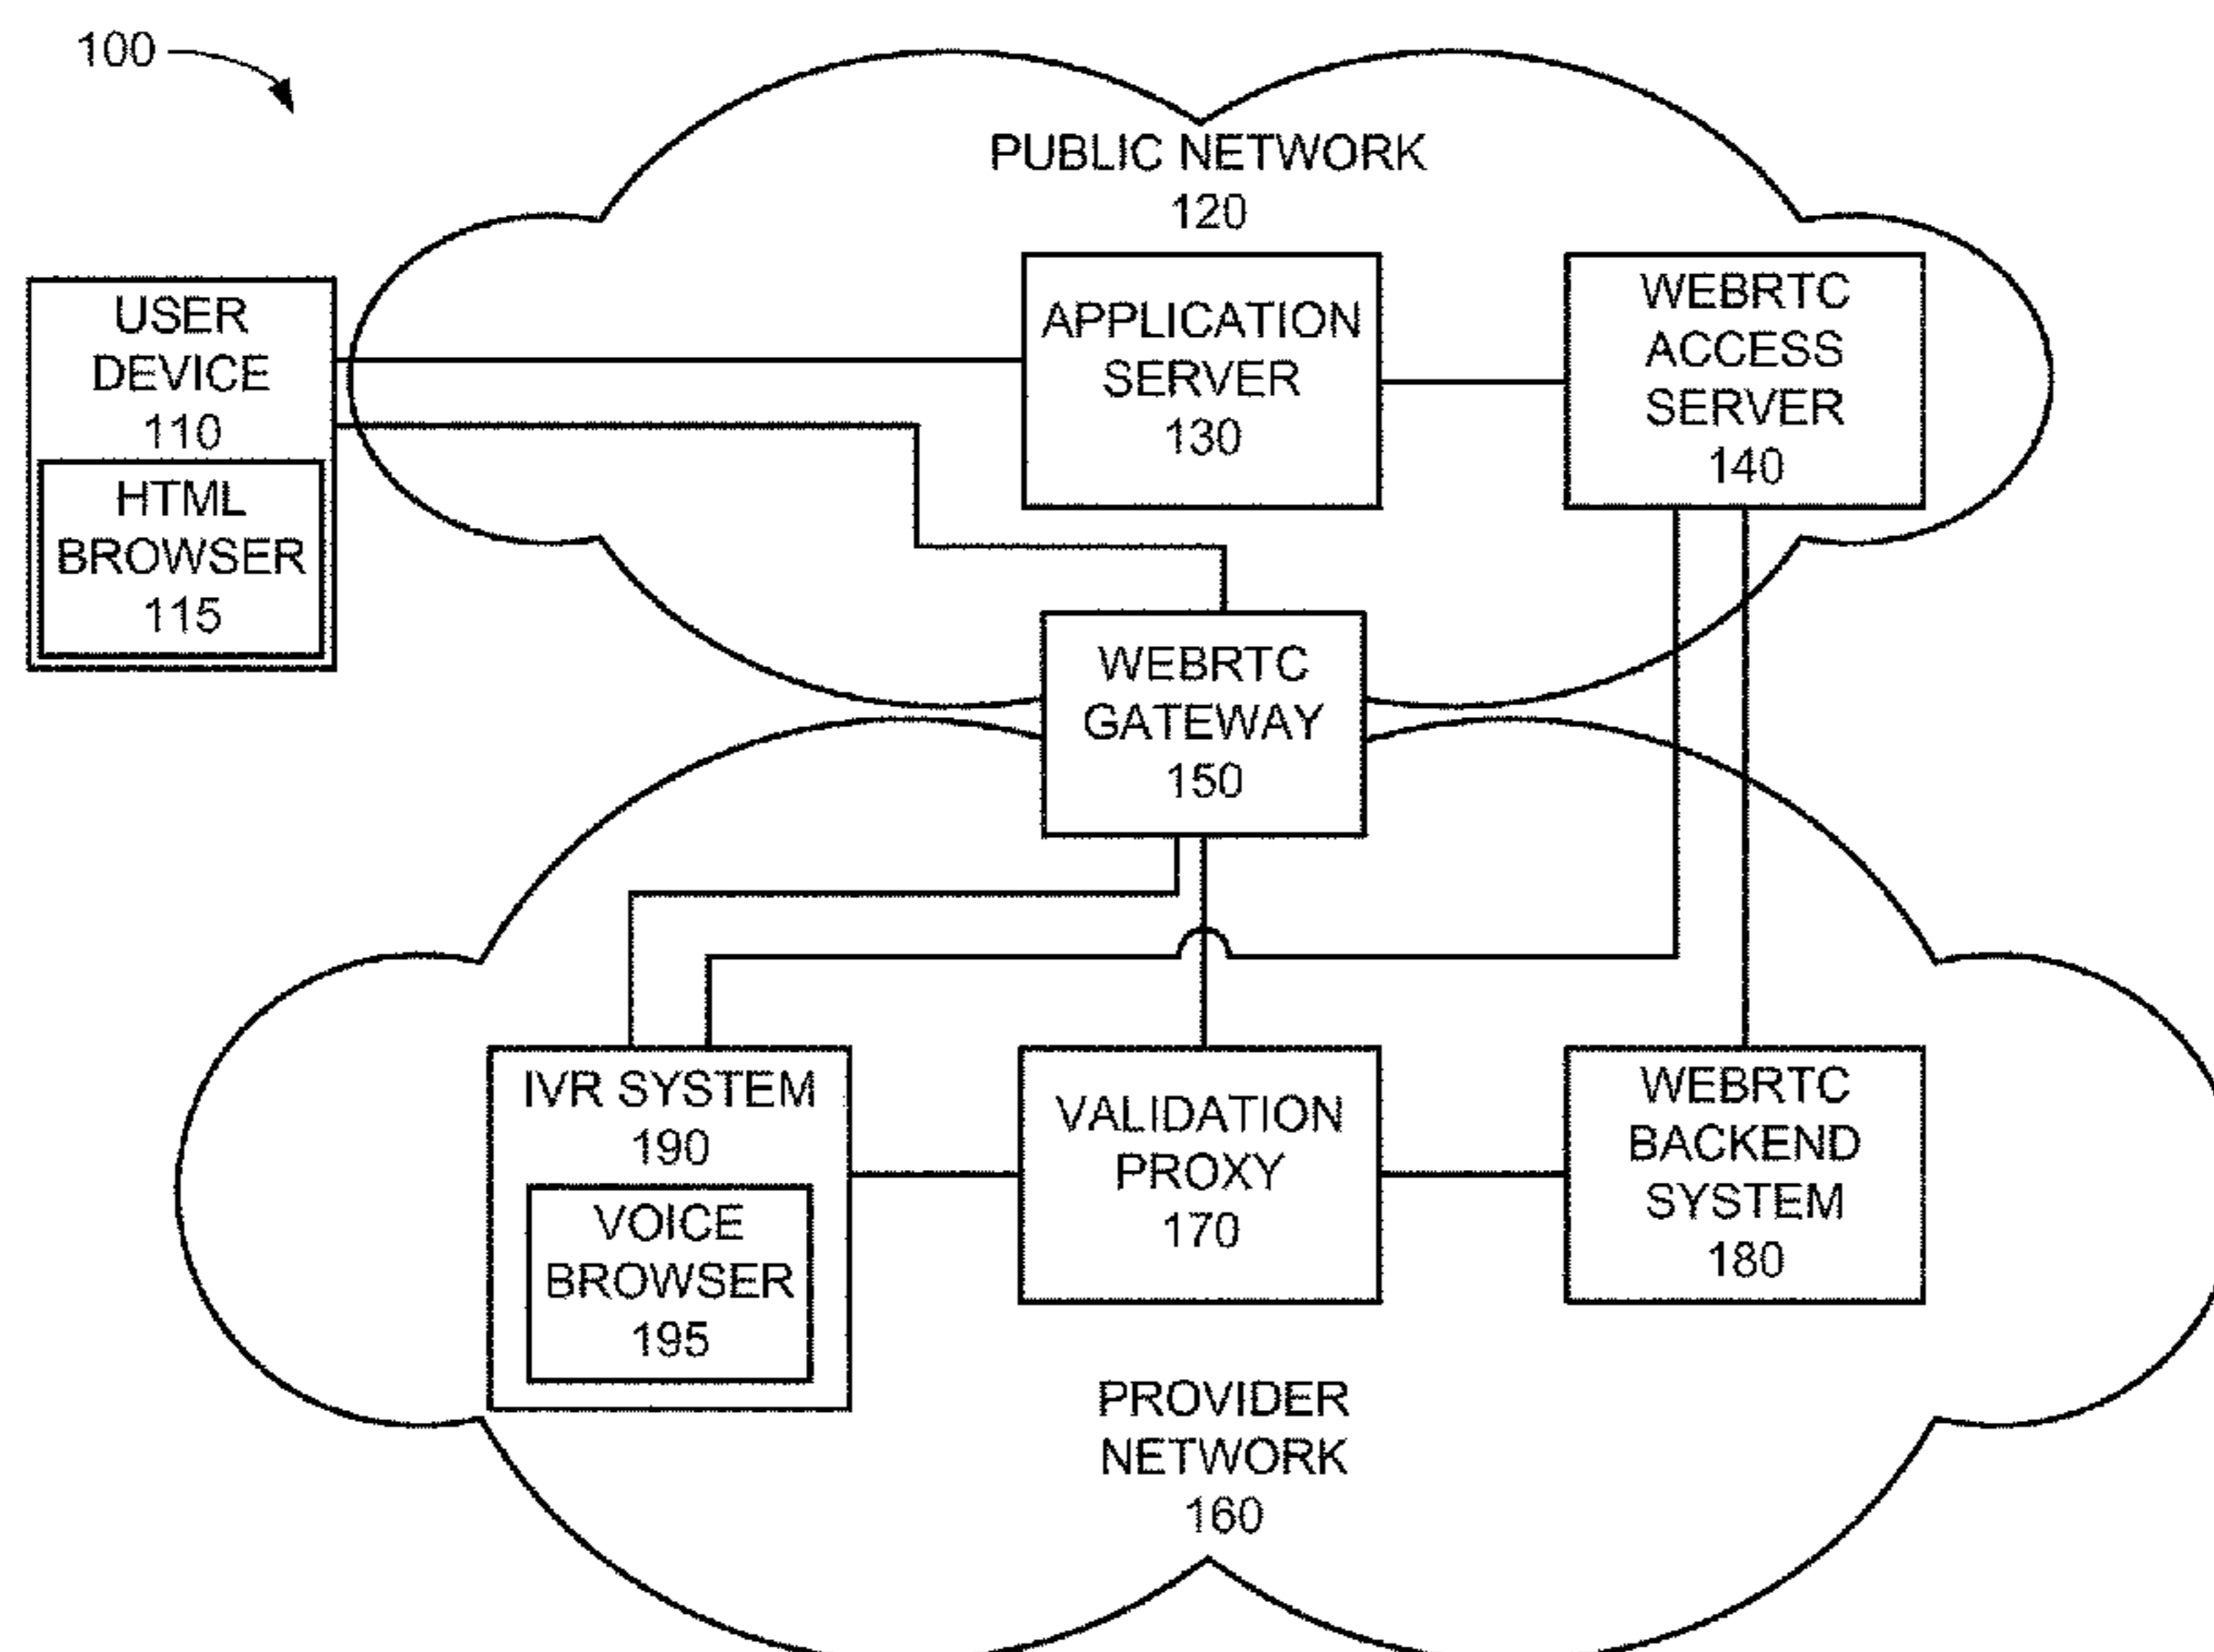 100
PUBLIC NETWORK
120
USER
DEVICE
110
HTML
BROWSER
115
APPLICATION
SERVER
130
WEBRTC
ACCESS
SERVER
140
WEBRTC
GATEWAY
150
IVR SYSTEM
190
VOICE
BROWSER
195
VALIDATION
PROXY
170
WEBRTC
BACKEND
SYSTEM
180
PROVIDER
NETWORK
160